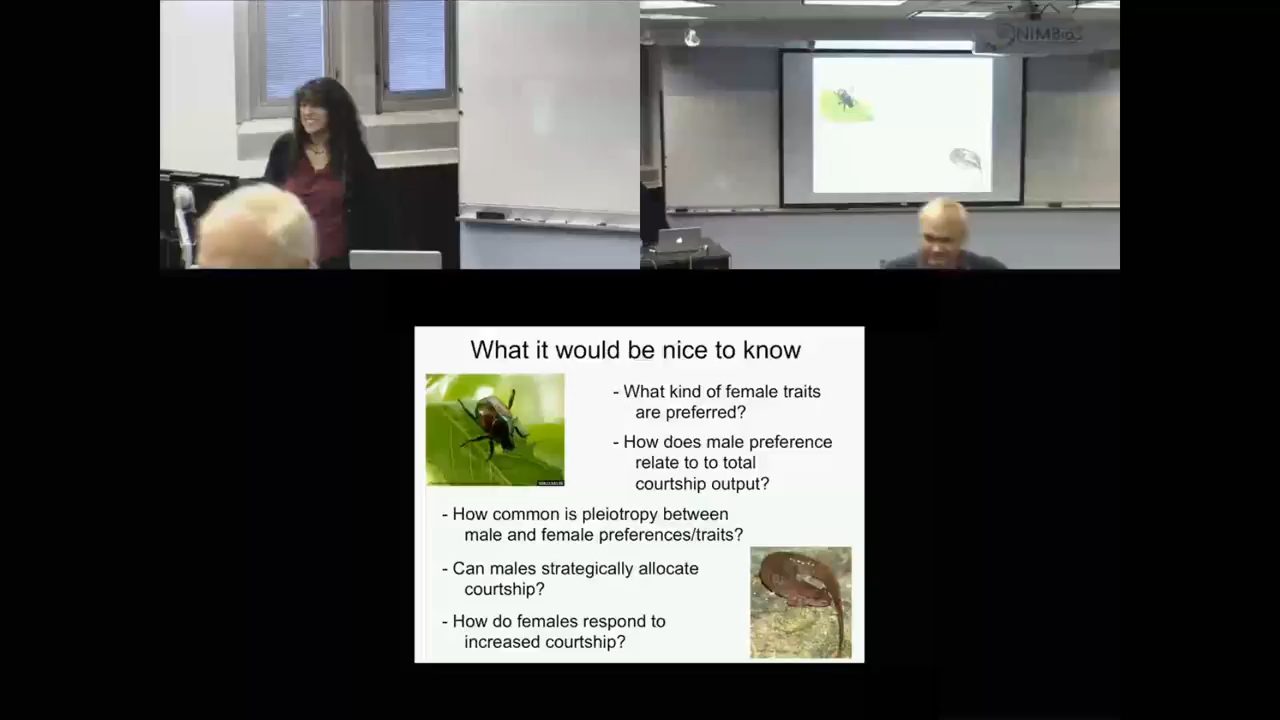 NIMBioS
What it would be nice to know
- What kind of female traits
are preferred?
- How does male preference
relate to to total
courtship output?
- How common is pleiotropy between
male and female preferences/traits?
- Can males strategically allocate
courtship?
- How do females respond to
increased courtship?